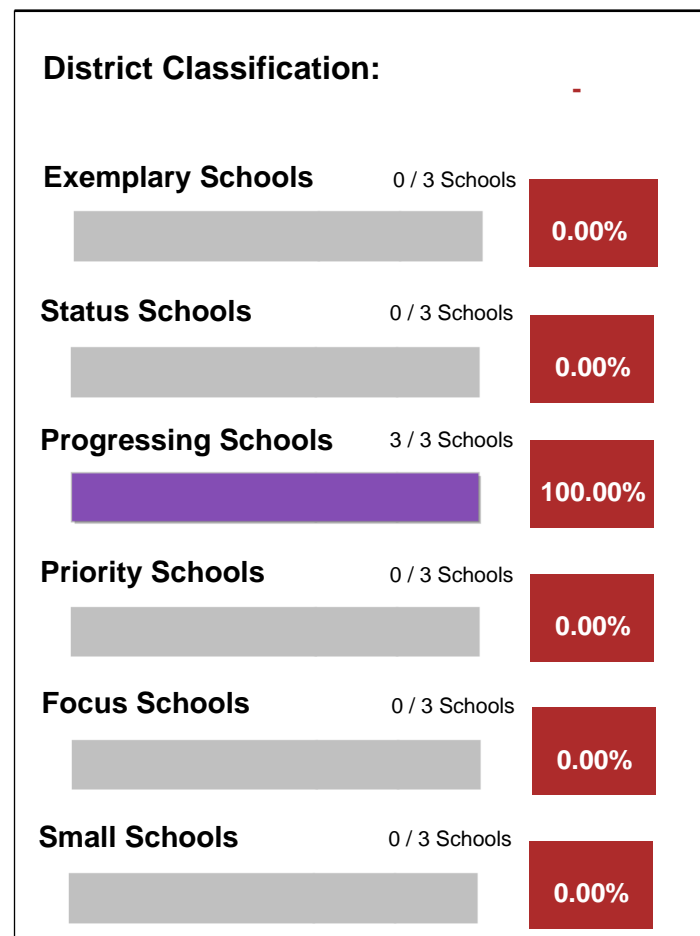 District Classification:
-
Exemplary Schools 0 / 3 Schools
0.00%
Status Schools 0 / 3 Schools
0.00%
Progressing Schools 3 / 3 Schools
100.00%
Priority Schools 0 / 3 Schools
0.00%
Focus Schools 0 / 3 Schools
0.00%
Small Schools 0 / 3 Schools
0.00%